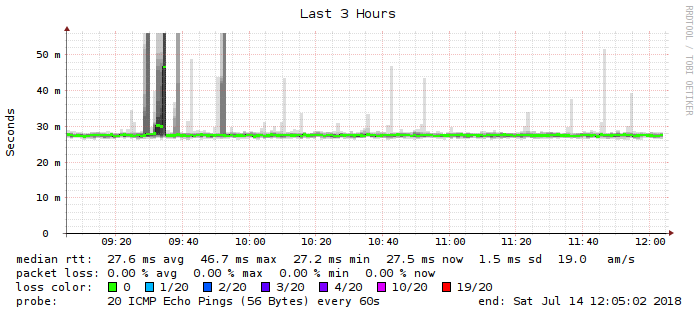 Last 3 Hours
RRDTOOL / TOBI OETIKER
Seconds
50 m
40 m
30 m
20 m
10 m
0
09:20 09:40 10:00 10:20 10:40 11:00 11:20 11:40 12:00
median rtt: 27.6 ms avg 46.7 ms max 27.2 ms min 27.5 ms now 1.5 ms sd 19.0 am/s
packet loss: 0.00 % avg 0.00 % max 0.00 % min 0.00 % now
loss color: 0 1/20 2/20 3/20 4/20 10/20 19/20
probe: 20 ICMP Echo Pings (56 Bytes) every 60s end: Sat Jul 14 12:05:02 2018